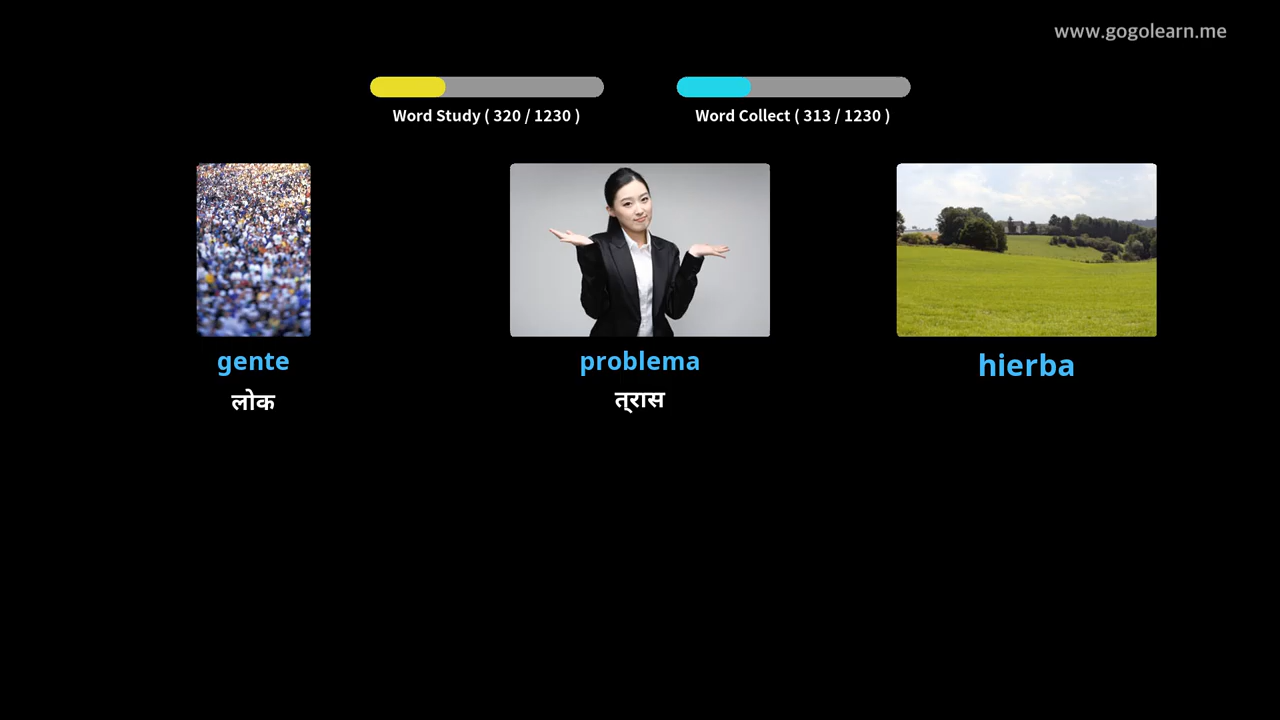 www.gogolearn.me
Word Study ( 320 / 1230 )
Word Collect ( 313 / 1230 )
gente
लोक
problema
त्रास
hierba